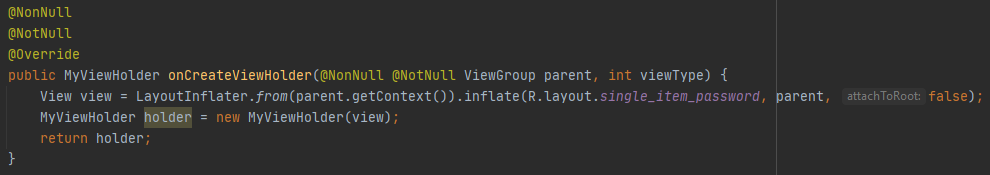 @NonNull
@NotNull
@Override
public MyViewHolder onCreateViewHolder(@NonNull @NotNull ViewGroup parent, int viewType) {
    View view = LayoutInflater.from(parent.getContext()).inflate(R.layout.single_item_password, parent, attachToRoot: false);
    MyViewHolder holder = new MyViewHolder(view);
    return holder;
}